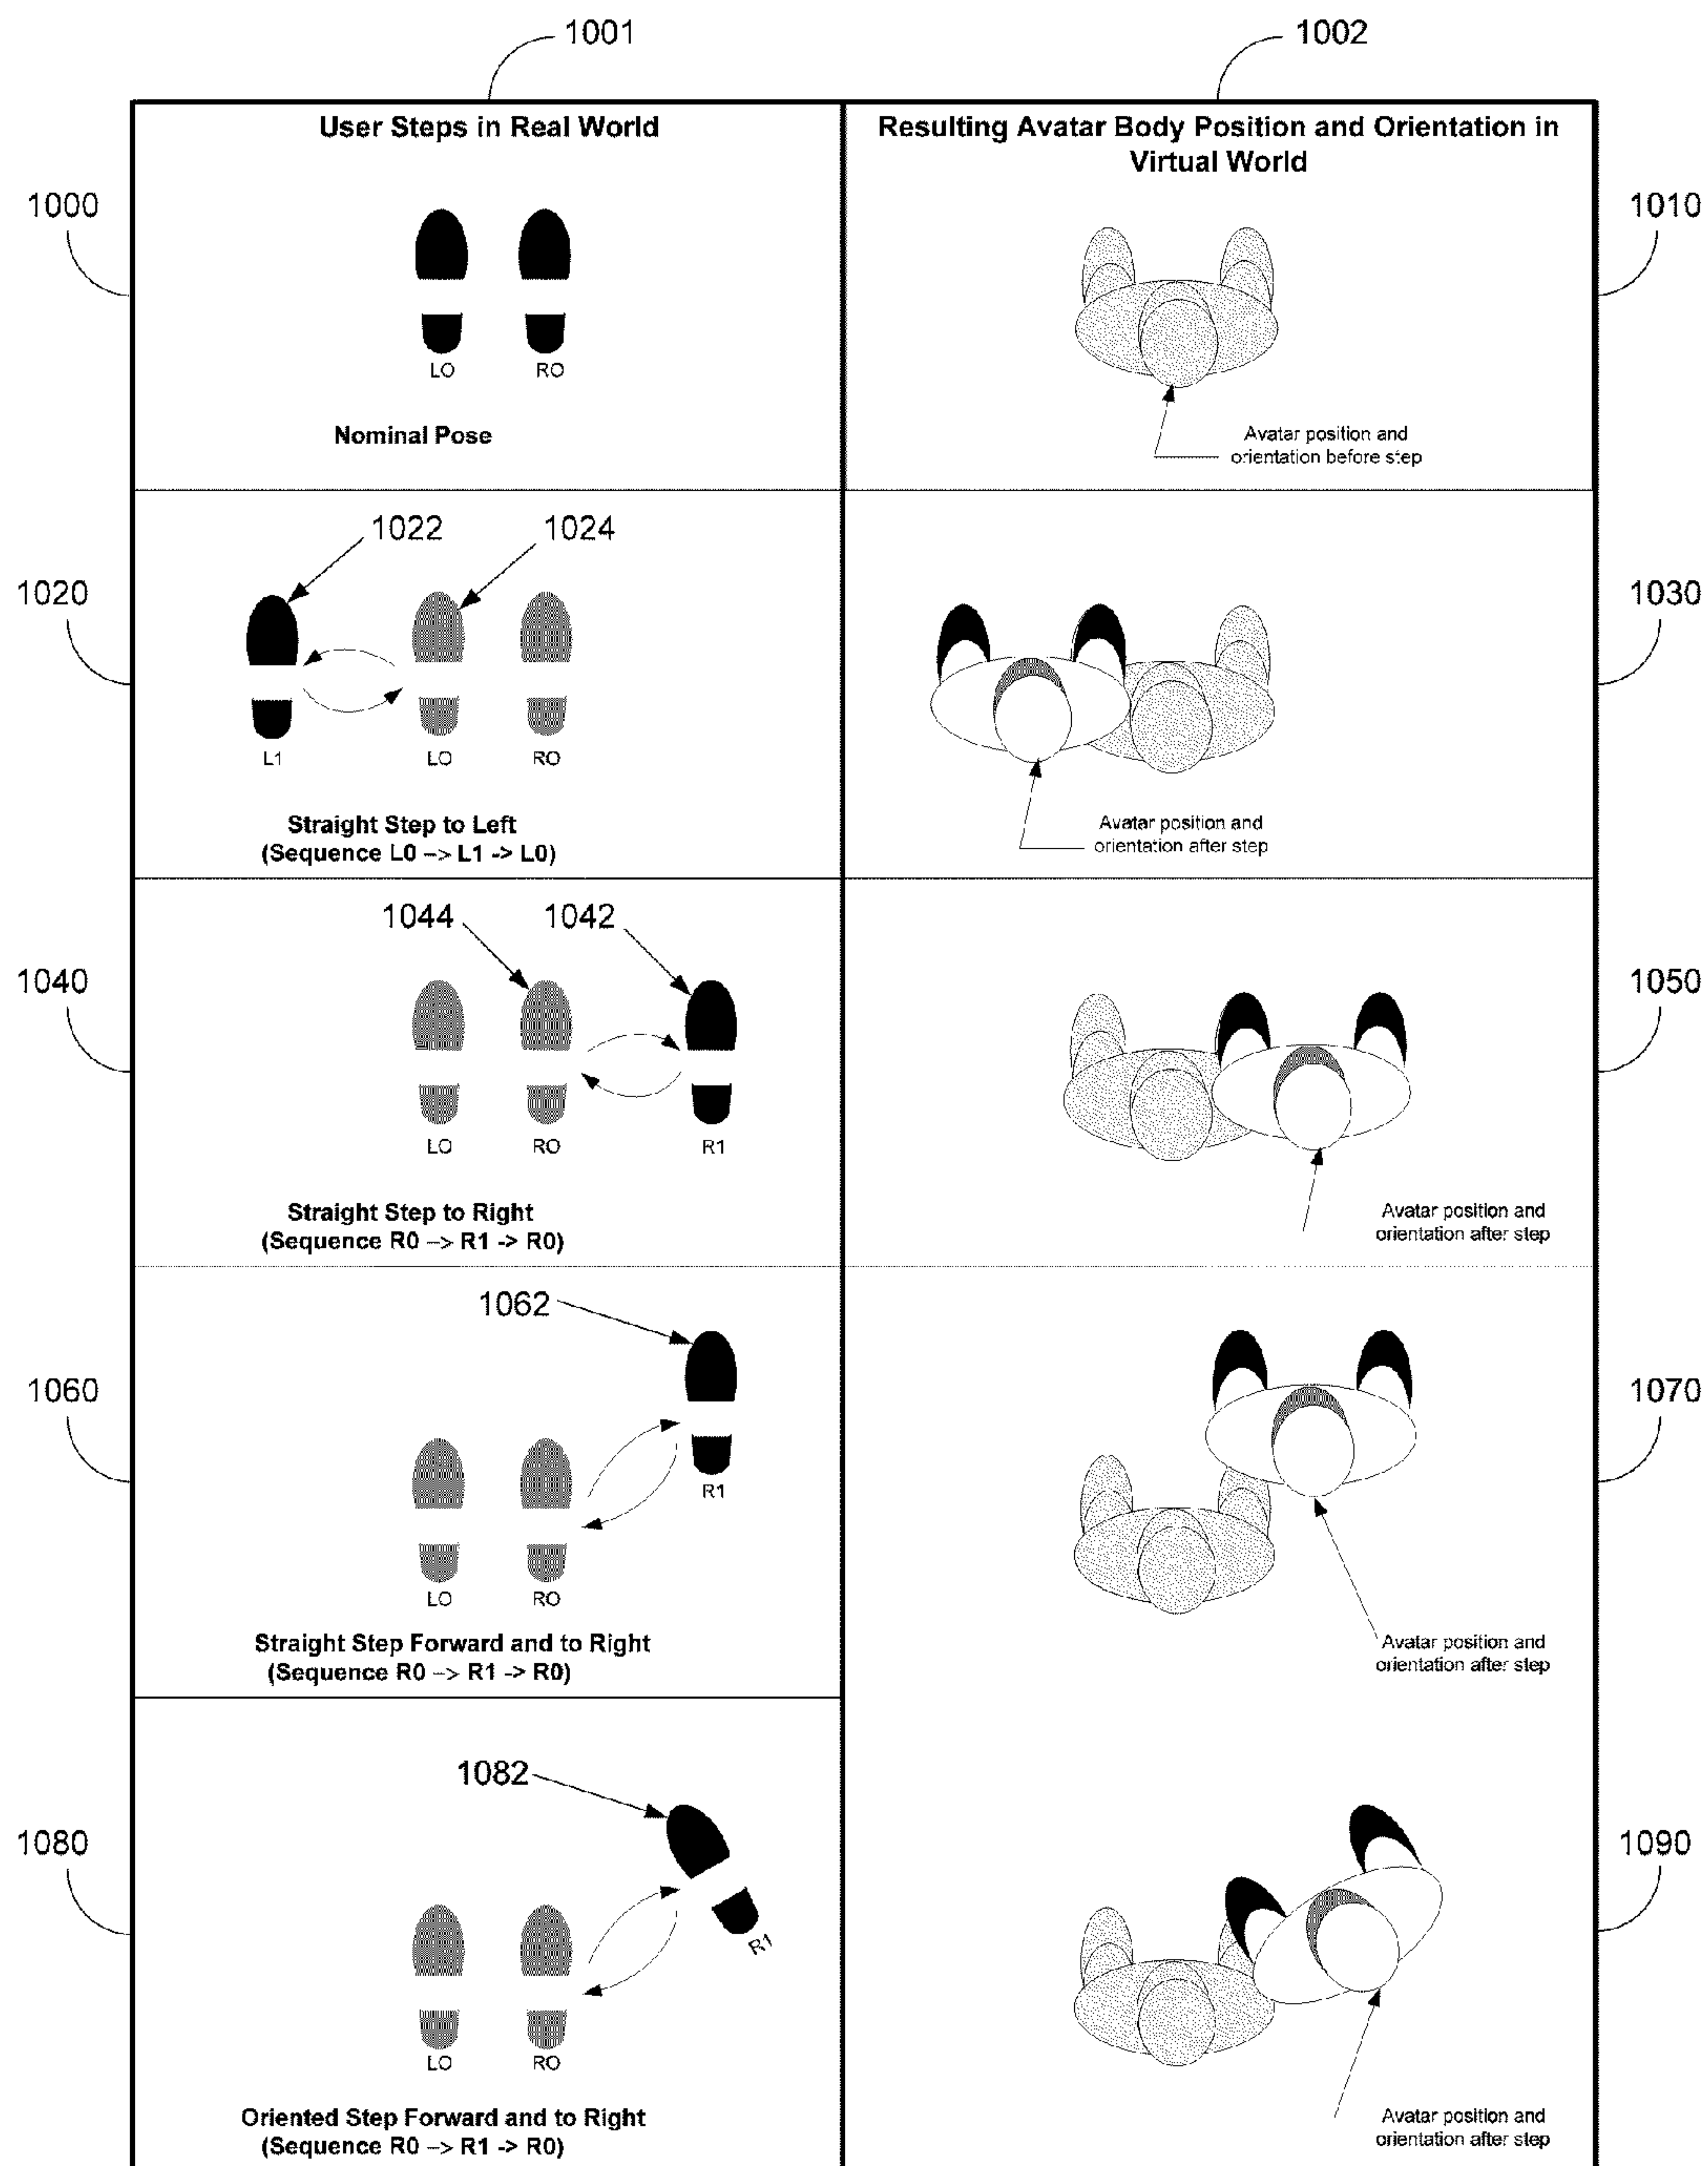 1001
1002
User Steps in Real World
Resulting Avatar Body Position and Orientation in
Virtual World
1000
1010
LO
RO
Nominal Pose
Avatar position and
orientation before step
1022
1024
1020
1030
L1
LO
RO
Straight Step to Left
(Sequence L0 –> L1 -> L0)
Avatar position and
orientation after step
1044
1042
1040
1050
LO
RO
R1
Straight Step to Right
(Sequence R0 –> R1 -> R0)
Avatar position and
orientation after step
1062
1060
1070
R1
LO
RO
Straight Step Forward and to Right
(Sequence R0 –> R1 -> R0)
Avatar position and
orientation after step
1082
1080
1090
R1
LO
RO
Oriented Step Forward and to Right
(Sequence R0 –> R1 -> R0)
Avatar position and
orientation after step